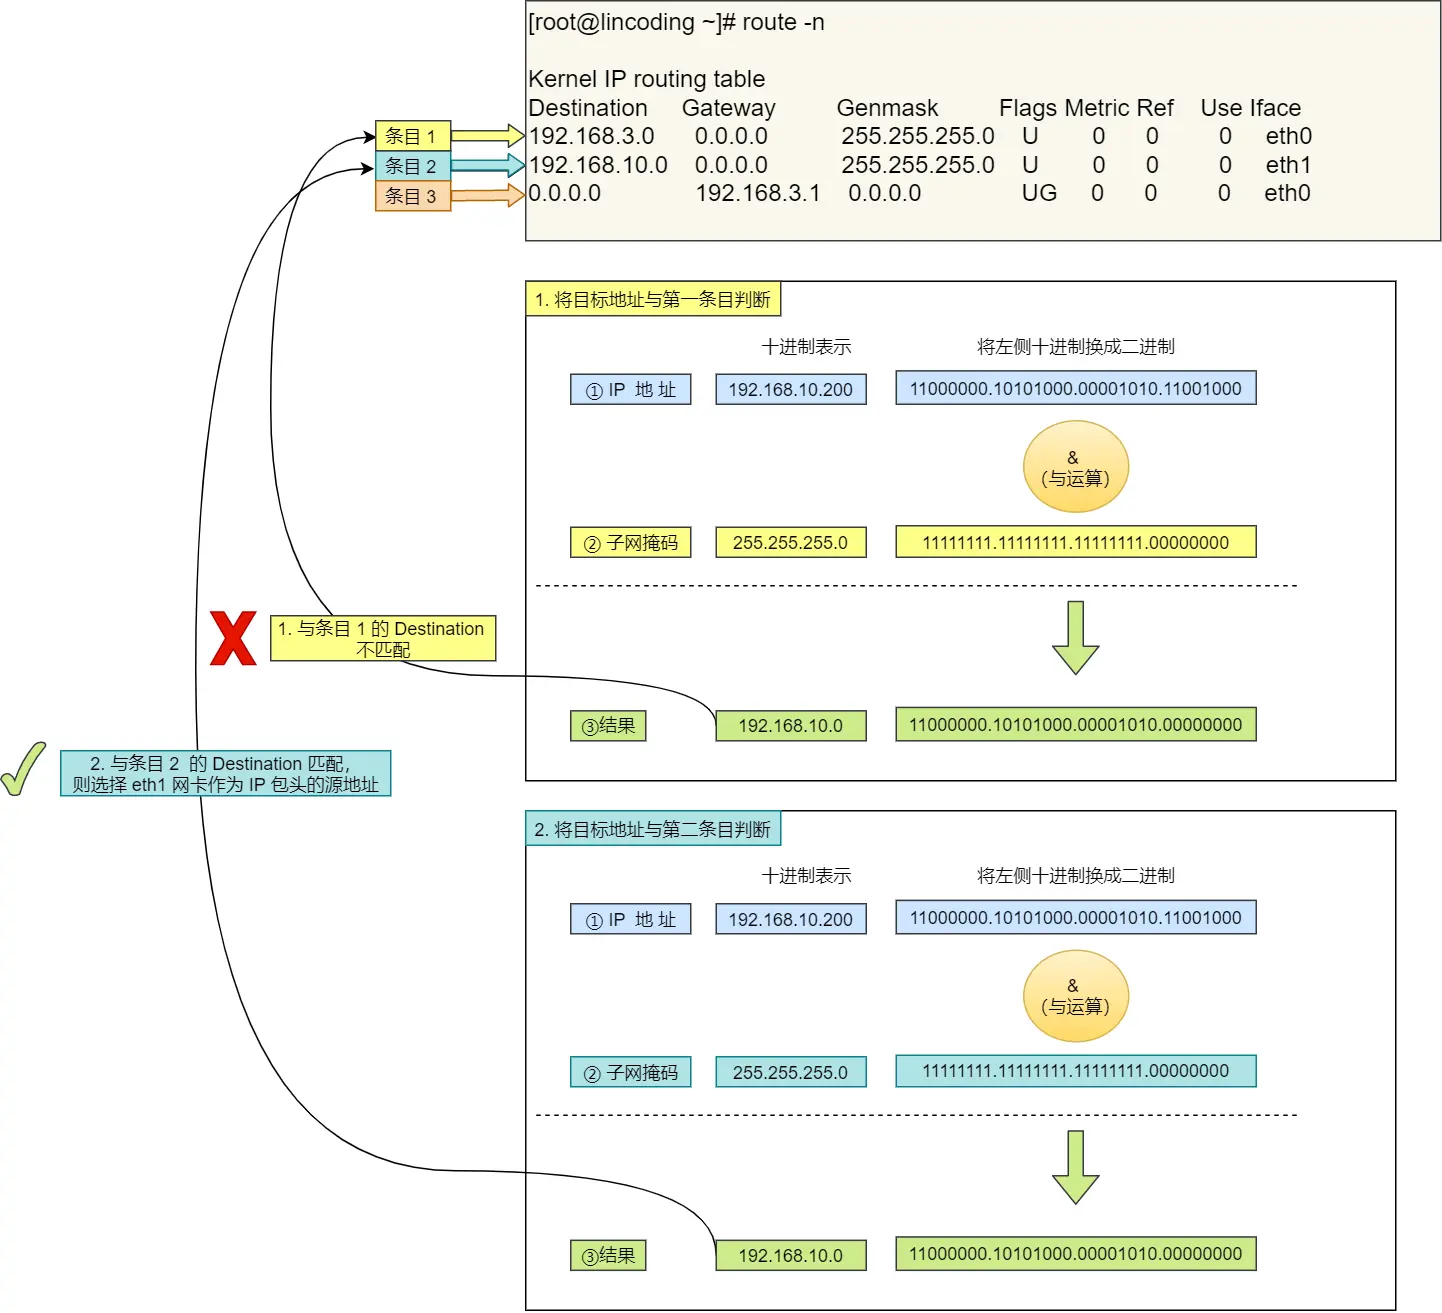 [root@lincoding ~]# route -n
Kernel IP routing table
Destination Gateway Genmask Flags Metric Ref Use Iface
条目 1 192.168.3.0 0.0.0.0 255.255.255.0 U 0 0 0 eth0
条目 2 192.168.10.0 0.0.0.0 255.255.255.0 U 0 0 0 eth1
条目 3 0.0.0.0 192.168.3.1 0.0.0.0 UG 0 0 0 eth0
1. 将目标地址与第一条目判断
十进制表示 将左侧十进制换成二进制
① IP 地 址 192.168.10.200 11000000.10101000.00001010.11001000
&
(与运算)
② 子网掩码 255.255.255.0 11111111.11111111.11111111.00000000
X
1. 与条目 1 的 Destination
不匹配
③结果 192.168.10.0 11000000.10101000.00001010.00000000
2. 与条目 2 的 Destination 匹配，
则选择 eth1 网卡作为 IP 包头的源地址
2. 将目标地址与第二条目判断
十进制表示 将左侧十进制换成二进制
① IP 地 址 192.168.10.200 11000000.10101000.00001010.11001000
&
(与运算)
② 子网掩码 255.255.255.0 11111111.11111111.11111111.00000000
③结果 192.168.10.0 11000000.10101000.00001010.00000000